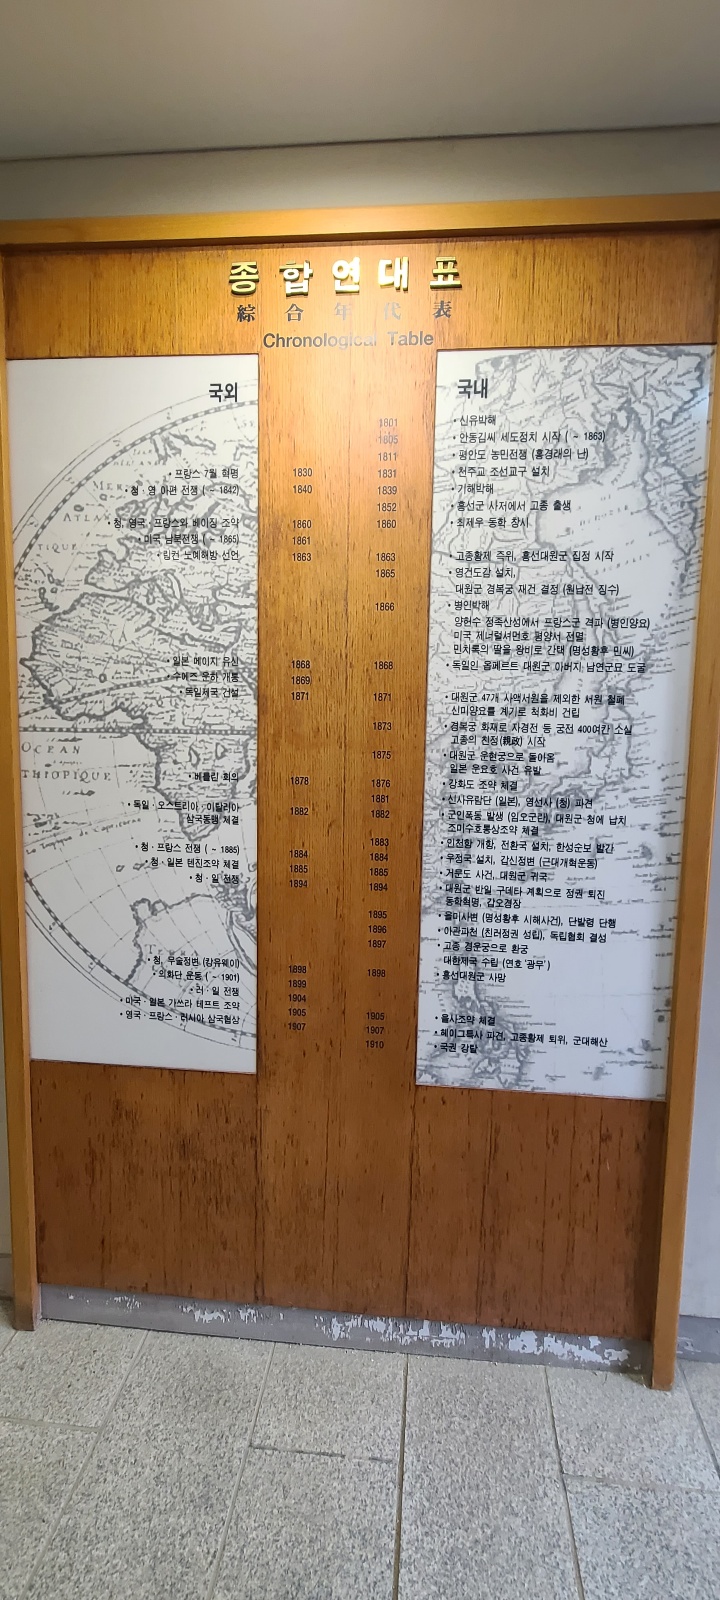 종합연대표
綜合年代表
Chronological Table
국외
프랑스 7월 혁명 1830
청·영 아편 전쟁 ( ~ 1842) 1840
청, 영국·프랑스와 베이징 조약 1860
미국 남북전쟁 ( ~ 1865) 1861
링컨 노예해방 선언 1863
일본 메이지 유신 1868
수에즈 운하 개통 1869
독일제국 건설 1871
베를린 회의 1878
독일·오스트리아·이탈리아
삼국동맹 체결 1882
청·프랑스 전쟁 ( ~ 1885) 1884
청·일본 텐진조약 체결 1885
청·일 전쟁 1894
청, 무술정변 (캉유웨이) 1898
의화단 운동 ( ~ 1901) 1899
러·일 전쟁 1904
미국·일본 가쓰라 테프트 조약 1905
영국·프랑스·러시아 삼국협상 1907
국내
1801 신유박해
1805 안동김씨 세도정치 시작 ( ~ 1863)
1811 평안도 농민전쟁 (홍경래의 난)
1831 천주교 조선교구 설치
1839 기해박해
1852 흥선군 사저에서 고종 출생
1860 최제우 동학 창시
1863 고종황제 즉위, 흥선대원군 집정 시작
1865 영건도감 설치,
대원군 경복궁 재건 결정 (원납전 징수)
1866 병인박해
양헌수 정족산성에서 프랑스군 격파 (병인양요)
미국 제너럴셔먼호 평양서 전멸
민치록의 딸을 왕비로 간택 (명성황후 민씨)
1868 독일인 옵페르트 대원군 아버지 남연군묘 도굴
1871 대원군 47개 사액서원을 제외한 서원 철폐
신미양요를 계기로 척화비 건립
1873 경복궁 화재로 자경전 등 궁전 400여칸 소실
고종의 친정(親政) 시작
1875 대원군 운현궁으로 돌아옴
일본 운요호 사건 유발
1876 강화도 조약 체결
1881 신사유람단 (일본), 영선사 (청) 파견
1882 군인폭동 발생 (임오군란), 대원군 청에 납치
조미수호통상조약 체결
1883 인천항 개항, 전환국 설치, 한성순보 발간
1884 우정국 설치, 갑신정변 (근대개혁운동)
1885 거문도 사건, 대원군 귀국
1894 대원군 반일 쿠데타 계획으로 정권 퇴진
동학혁명, 갑오경장
1895 을미사변 (명성황후 시해사건), 단발령 단행
1896 아관파천 (친러정권 성립), 독립협회 결성
1897 고종 경운궁으로 환궁
대한제국 수립 (연호 '광무')
1898 흥선대원군 사망
1905 을사조약 체결
1907 헤이그특사 파견, 고종황제 퇴위, 군대해산
1910 국권 강탈
OCEAN
THIOPIQUE